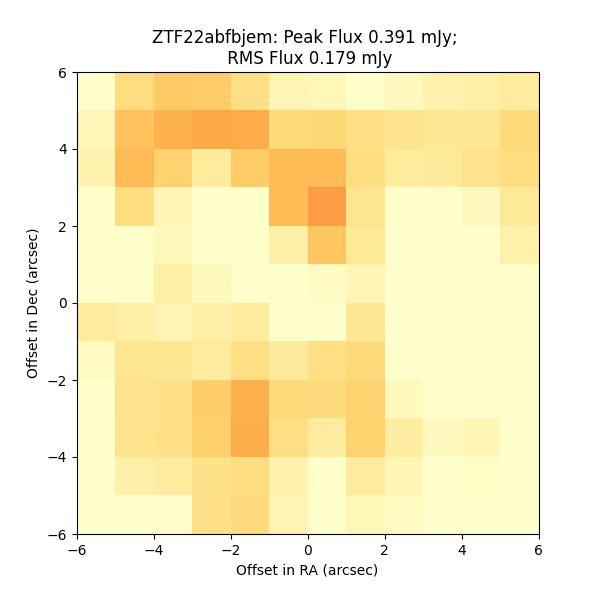 ZTF22abfbjem: Peak Flux 0.391 mJy;
RMS Flux 0.179 mJy
6
4
2
0
−2
−4
−6
Offset in Dec (arcsec)
−6 −4 −2 0 2 4 6
Offset in RA (arcsec)